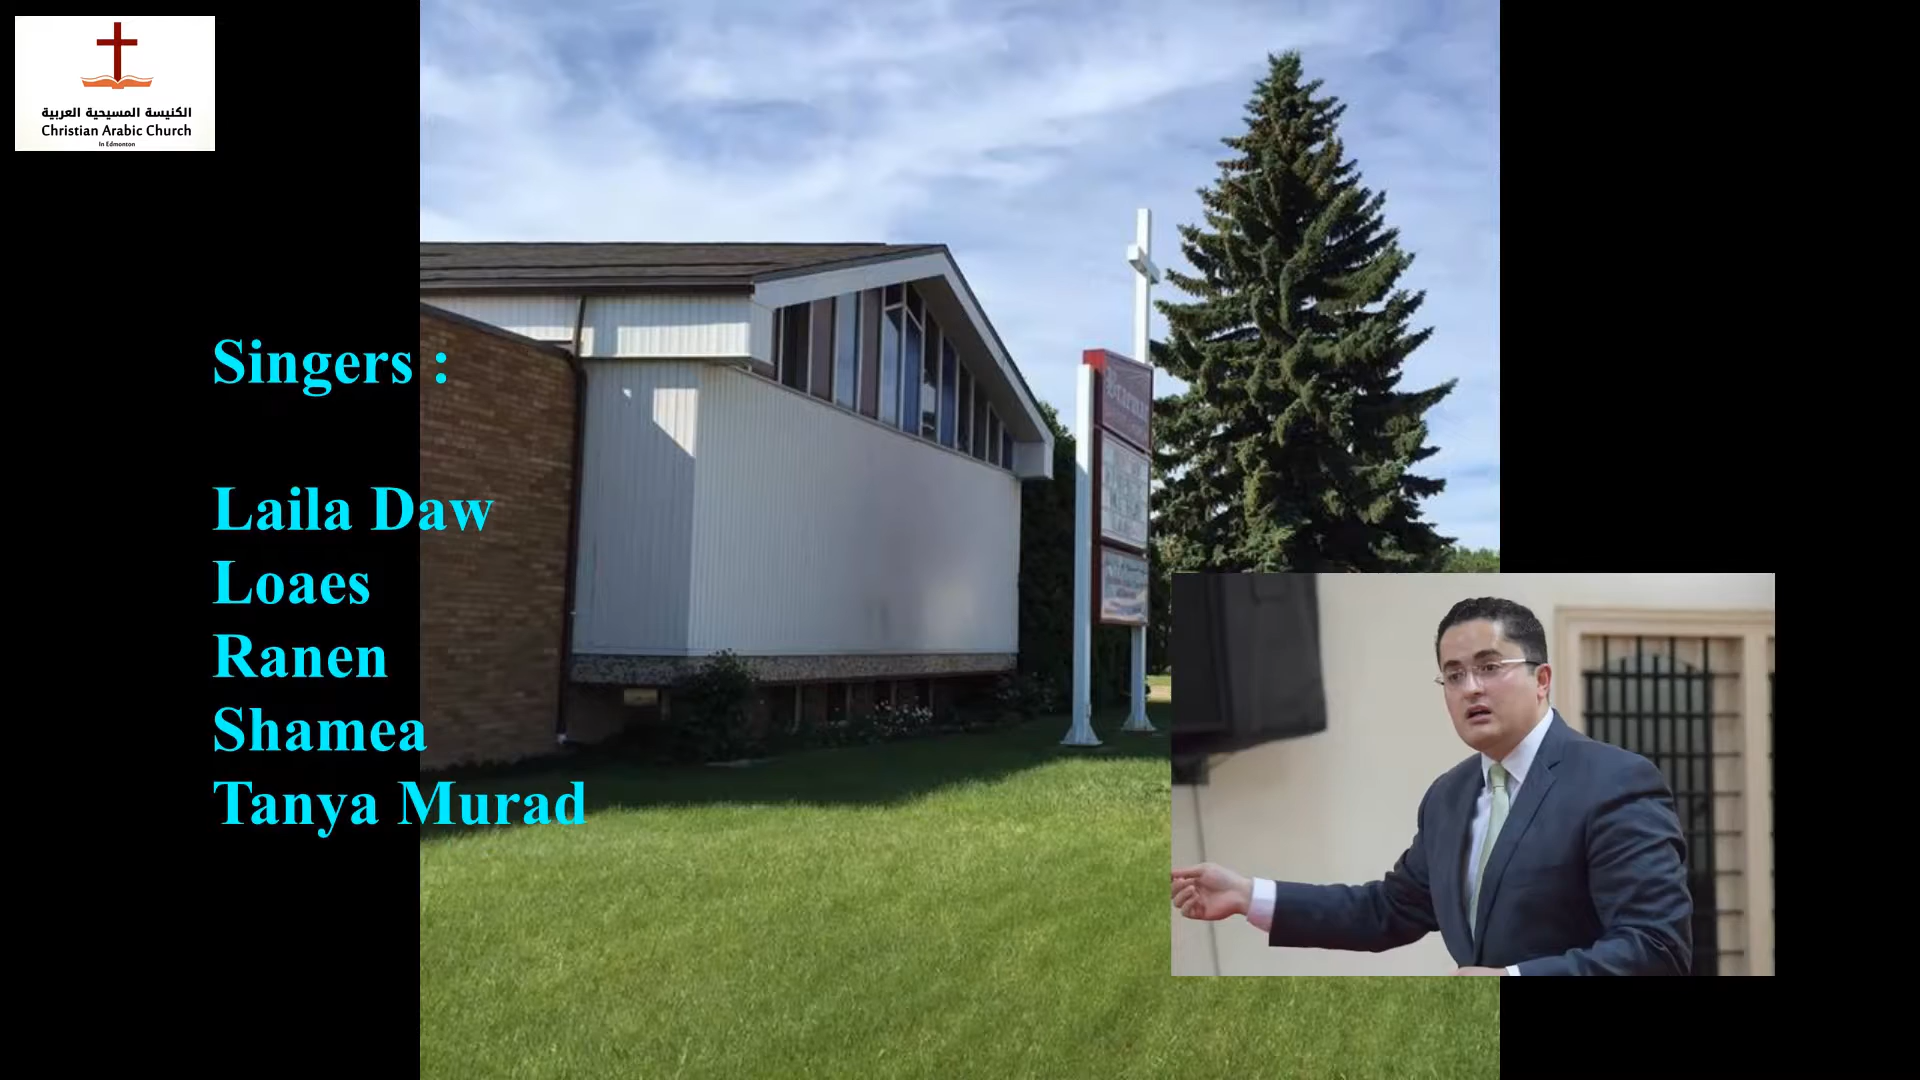 الكنيسة المسيحية العربية
Christian Arabic Church
In Edmonton
Singers :
Laila Daw
Loaes
Ranen
Shamea
Tanya Murad